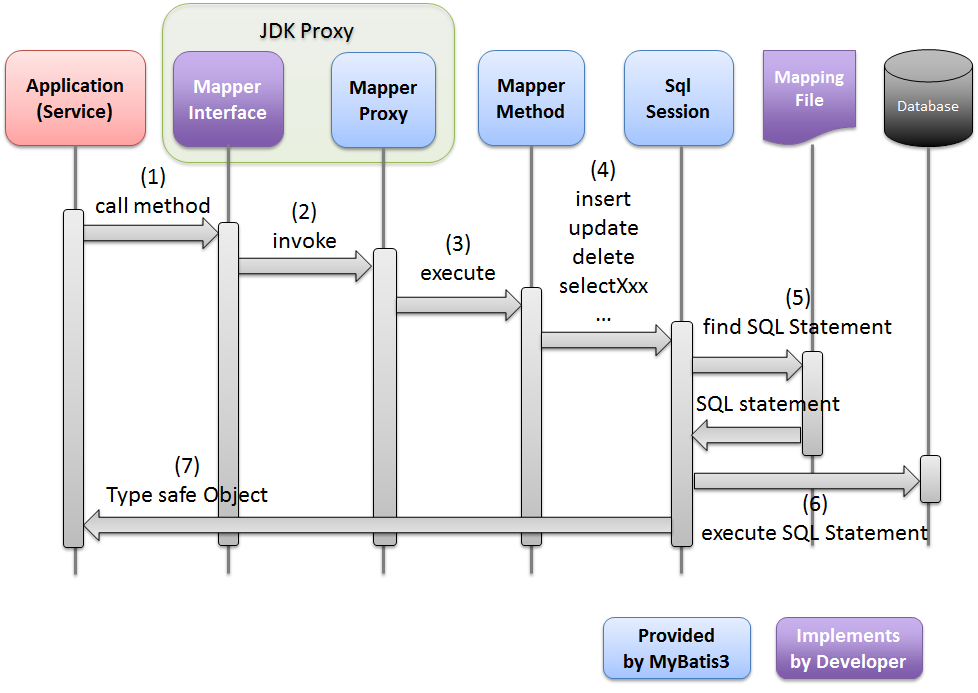 JDK Proxy
Application
(Service)
Mapper
Interface
Mapper
Proxy
Mapper
Method
Sql
Session
Mapping
File
Database
(1)
call method
(2)
invoke
(3)
execute
(4)
insert
update
delete
selectXxx
...
(5)
find SQL Statement
SQL statement
(6)
execute SQL Statement
(7)
Type safe Object
Provided
by MyBatis3
Implements
by Developer